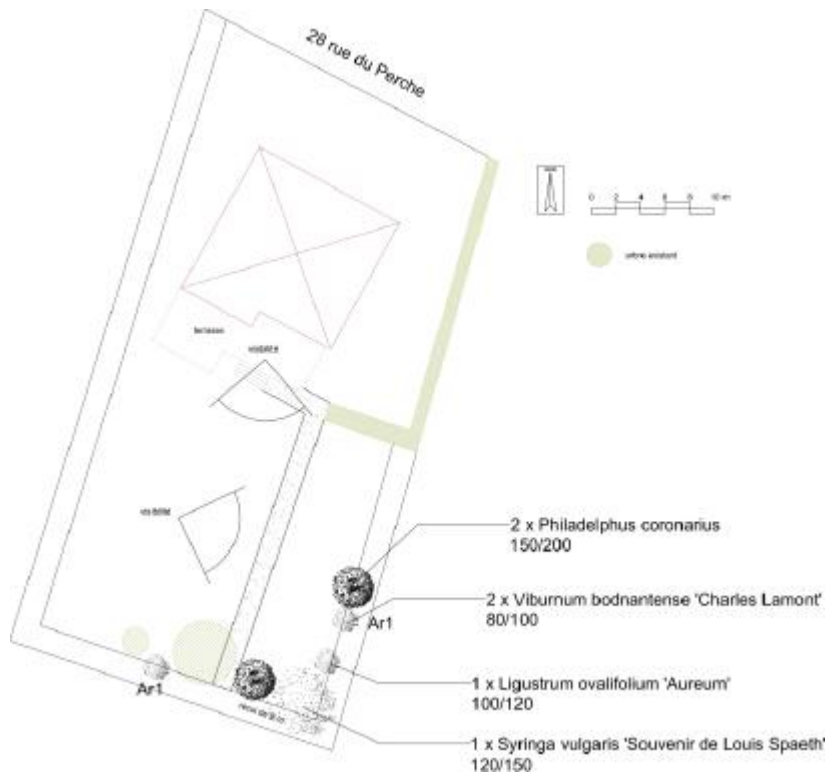 28 rue du Perche
0 2 4 6 8 10 m
arbre existant
terrasse
visibilité
visibilité
2 x Philadelphus coronarius
150/200
2 x Viburnum bodnantense 'Charles Lamont'
80/100
Ar1
Ar1
1 x Ligustrum ovalifolium 'Aureum'
100/120
1 x Syringa vulgaris 'Souvenir de Louis Spaeth'
120/150